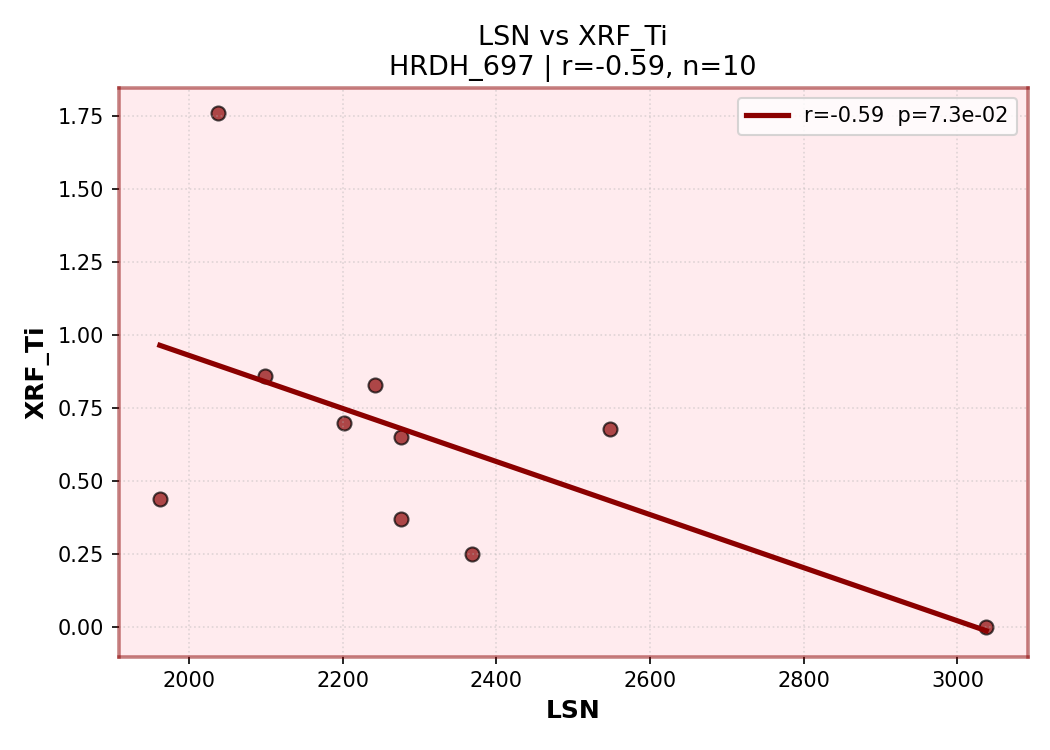 LSN vs XRF_Ti
HRDH_697 | r=-0.59, n=10
r=-0.59  p=7.3e-02
1.75
1.50
1.25
1.00
0.75
0.50
0.25
0.00
XRF_Ti
2000 2200 2400 2600 2800 3000
LSN